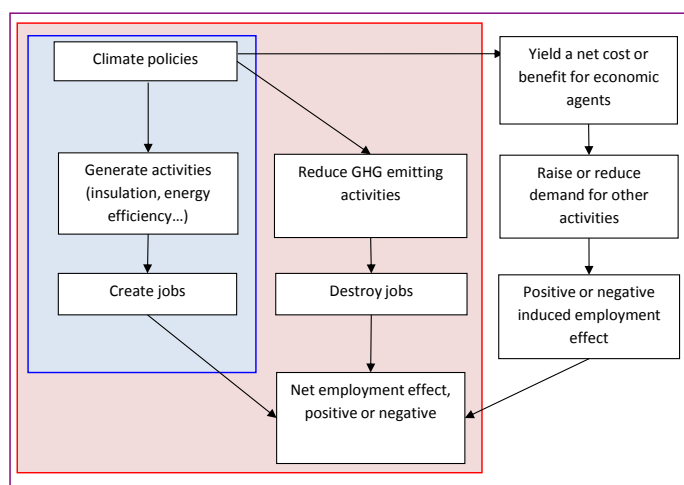 Climate policies
Yield a net cost or
benefit for economic
agents
Generate activities
(insulation, energy
efficiency…)
Reduce GHG emitting
activities
Raise or reduce
demand for other
activities
Create jobs
Destroy jobs
Positive or negative
induced employment
effect
Net employment effect,
positive or negative